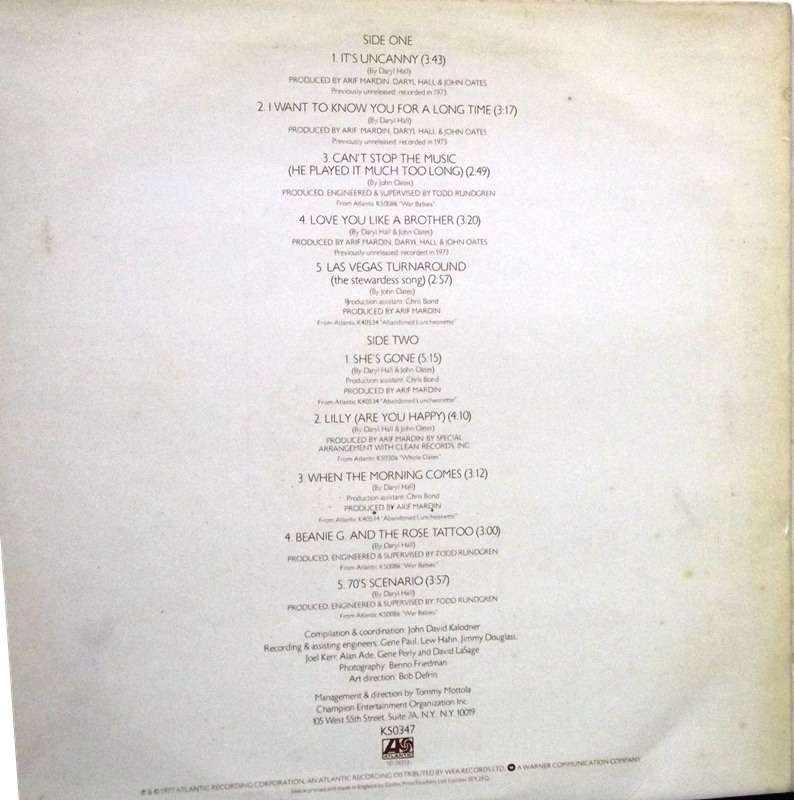 SIDE ONE
1. IT'S UNCANNY (3:43)
(By Daryl Hall)
PRODUCED BY ARIF MARDIN, DARYL HALL & JOHN OATES
Previously unreleased, recorded in 1973
2. I WANT TO KNOW YOU FOR A LONG TIME (3:17)
(By Daryl Hall)
PRODUCED BY ARIF MARDIN, DARYL HALL & JOHN OATES
Previously unreleased, recorded in 1973
3. CAN'T STOP THE MUSIC
(HE PLAYED IT MUCH TOO LONG) (2:49)
(By John Oates)
PRODUCED, ENGINEERED & SUPERVISED BY TODD RUNDGREN
From Atlantic K50086 "War Babies"
4. LOVE YOU LIKE A BROTHER (3:20)
(By Daryl Hall & John Oates)
PRODUCED BY ARIF MARDIN, DARYL HALL & JOHN OATES
Previously unreleased, recorded in 1973
5. LAS VEGAS TURNAROUND
(the stewardess song) (2:57)
(By John Oates)
Production assistant: Chris Bond
PRODUCED BY ARIF MARDIN
From Atlantic K40534 "Abandoned Luncheonette"
SIDE TWO
1. SHE'S GONE (5:15)
(By Daryl Hall & John Oates)
Production assistant: Chris Bond
PRODUCED BY ARIF MARDIN
From Atlantic K40534 "Abandoned Luncheonette"
2. LILLY (ARE YOU HAPPY) (4:10)
(By Daryl Hall & John Oates)
PRODUCED BY ARIF MARDIN BY SPECIAL
ARRANGEMENT WITH CLEAN RECORDS, INC.
From Atlantic K50306 "Whole Oates"
3. WHEN THE MORNING COMES (3:12)
(By Daryl Hall)
Production assistant: Chris Bond
PRODUCED BY ARIF MARDIN
From Atlantic K40534 "Abandoned Luncheonette"
4. BEANIE G. AND THE ROSE TATTOO (3:00)
(By Daryl Hall)
PRODUCED, ENGINEERED & SUPERVISED BY TODD RUNDGREN
From Atlantic K50086 "War Babies"
5. 70'S SCENARIO (3:57)
(By Daryl Hall)
PRODUCED, ENGINEERED & SUPERVISED BY TODD RUNDGREN
From Atlantic K50086 "War Babies"
Compilation & coordination: John David Kalodner
Recording & assisting engineers: Gene Paul, Lew Hahn, Jimmy Douglass,
Joel Kerr, Alan Ade, Gene Perly and David LaSage
Photography: Benno Friedman
Art direction: Bob Defrin
Management & direction by Tommy Mottola
Champion Entertainment Organization Inc.
105 West 55th Street, Suite 7A, N.Y. N.Y. 10019
K50347
ATLANTIC
℗ & © 1977 ATLANTIC RECORDING CORPORATION, AN ATLANTIC RECORDING DISTRIBUTED BY WEA RECORDS LTD. A WARNER COMMUNICATION COMPANY
Sleeve printed and made in England by Gothic Print Finishers Ltd. London